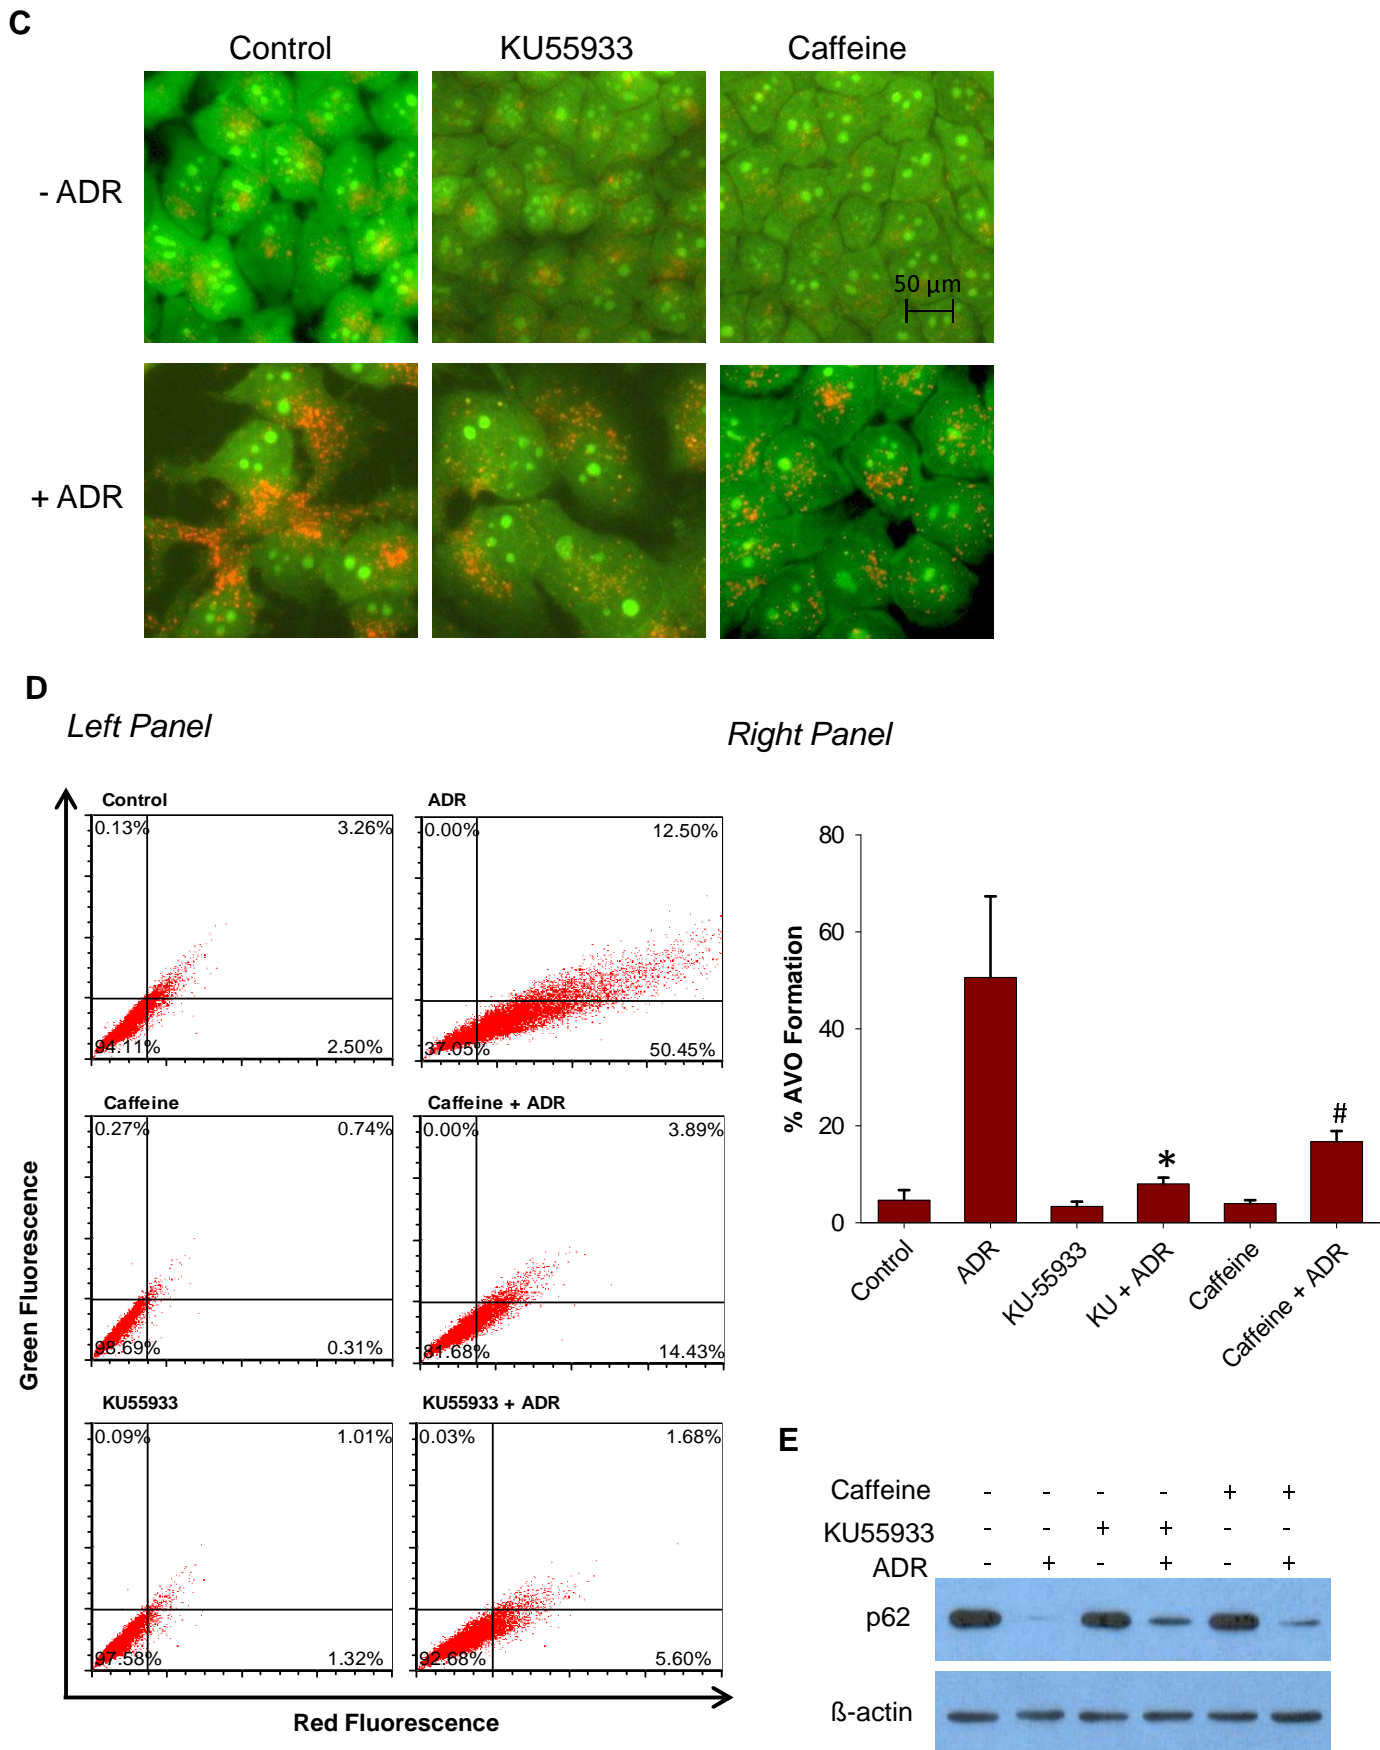 C
Control KU55933 Caffeine
- ADR
50 µm
+ ADR
D
Left Panel
Right Panel
Control
0.13% 3.26%
94.11% 2.50%
ADR
0.00% 12.50%
37.05% 50.45%
Caffeine
0.27% 0.74%
98.69% 0.31%
Caffeine + ADR
0.00% 3.89%
81.68% 14.43%
KU55933
0.09% 1.01%
97.58% 1.32%
KU55933 + ADR
0.03% 1.68%
92.68% 5.60%
Green Fluorescence
Red Fluorescence
% AVO Formation
80
60
40
20
0
*
#
Control
ADR
KU-55933
KU + ADR
Caffeine
Caffeine + ADR
E
Caffeine - - - - + +
KU55933 - - + + - -
ADR - + - + - +
p62
ß-actin